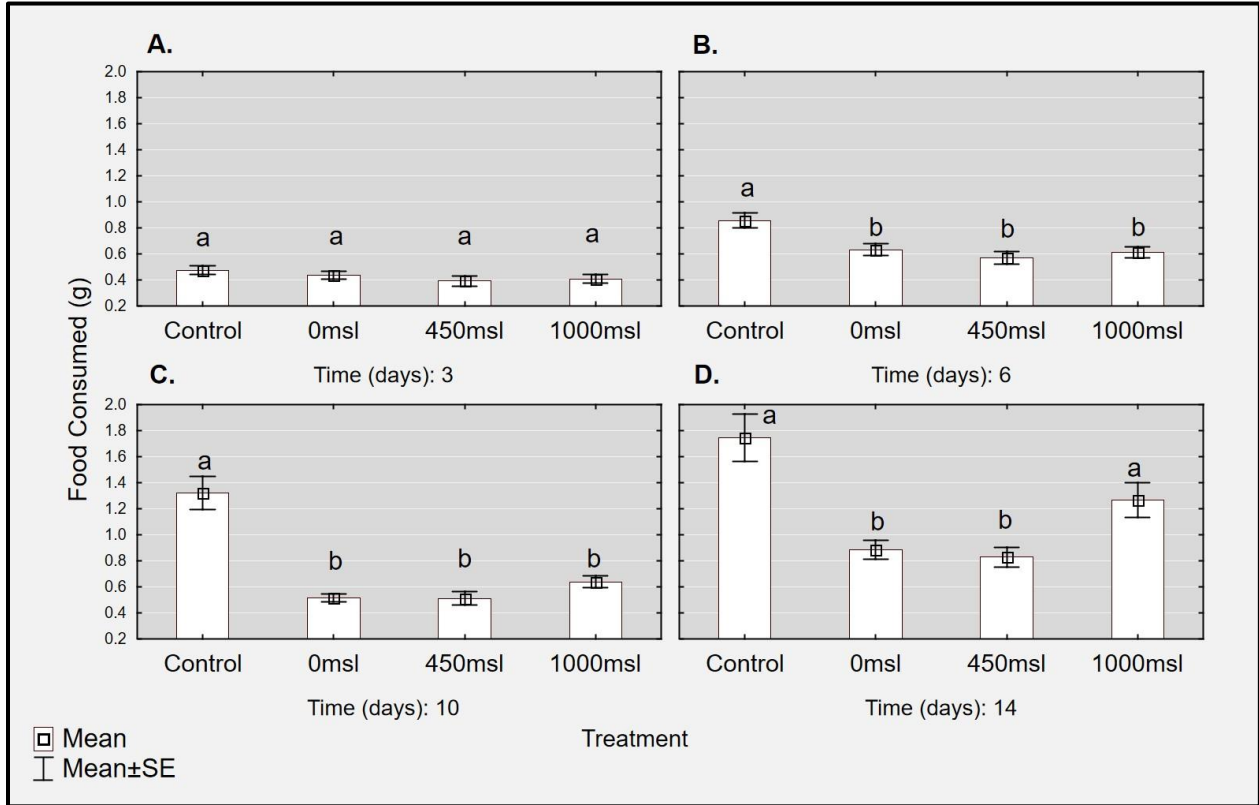 A.
B.
2.0
1.8
1.6
1.4
1.2
1.0
0.8
0.6
0.4
0.2
a a a a
a b b b
Control 0msl 450msl 1000msl
Control 0msl 450msl 1000msl
Time (days): 3
Time (days): 6
Food Consumed (g)
C.
D.
2.0
1.8
1.6
1.4
1.2
1.0
0.8
0.6
0.4
0.2
a b b b
a b b a
Control 0msl 450msl 1000msl
Control 0msl 450msl 1000msl
Time (days): 10
Time (days): 14
Treatment
Mean
Mean±SE